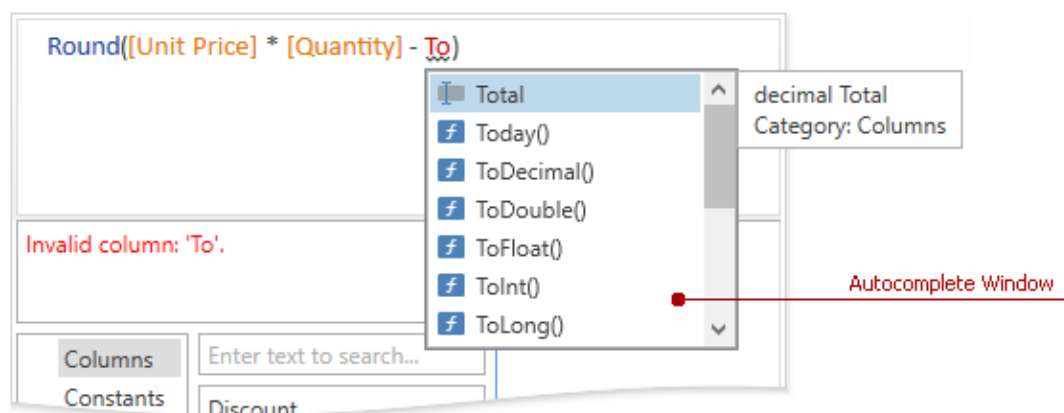 Round([Unit Price] * [Quantity] - To)
Total
Today()
ToDecimal()
ToDouble()
ToFloat()
ToInt()
ToLong()
decimal Total
Category: Columns
Invalid column: 'To'.
Autocomplete Window
Columns
Constants
Enter text to search...
Discount